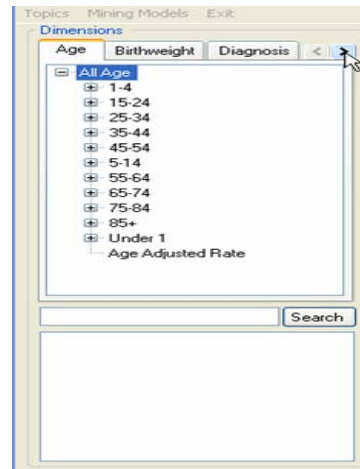 Topics Mining Models Exit
Dimensions
Age Birthweight Diagnosis < >
All Age
1-4
15-24
25-34
35-44
45-54
5-14
55-64
65-74
75-84
85+
Under 1
Age Adjusted Rate
Search